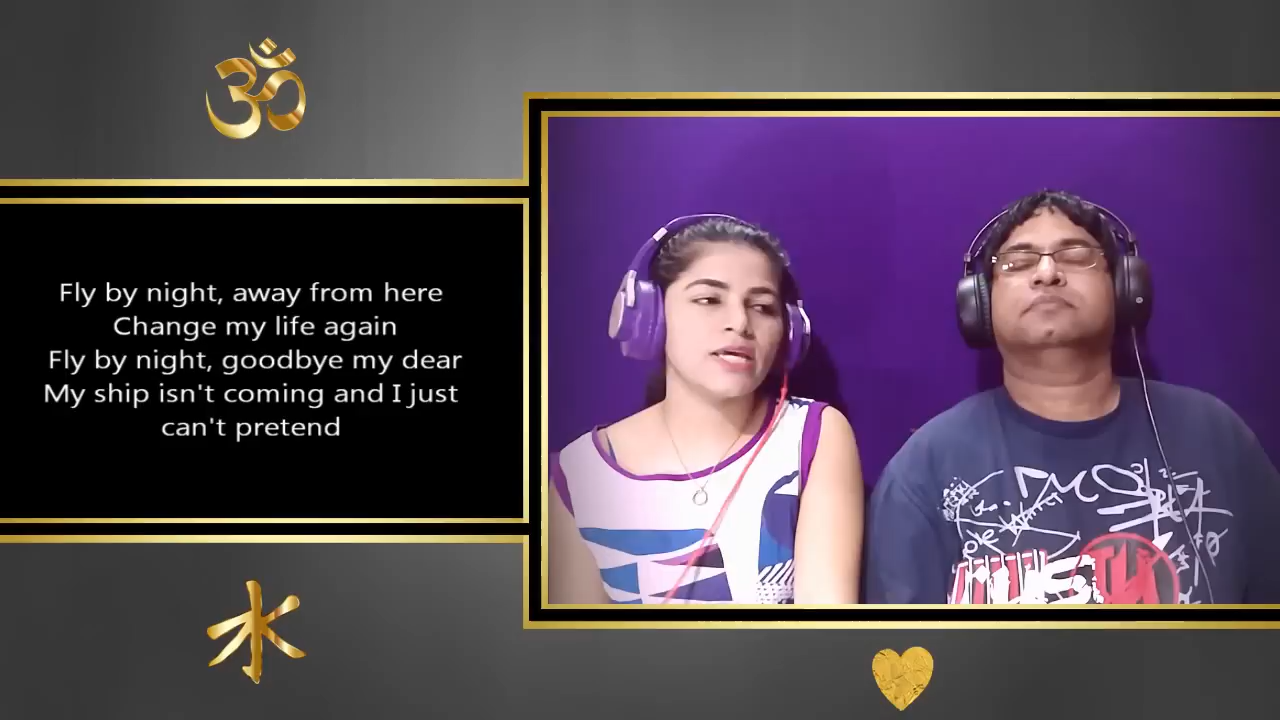 ॐ
Fly by night, away from here
Change my life again
Fly by night, goodbye my dear
My ship isn't coming and I just
can't pretend
水